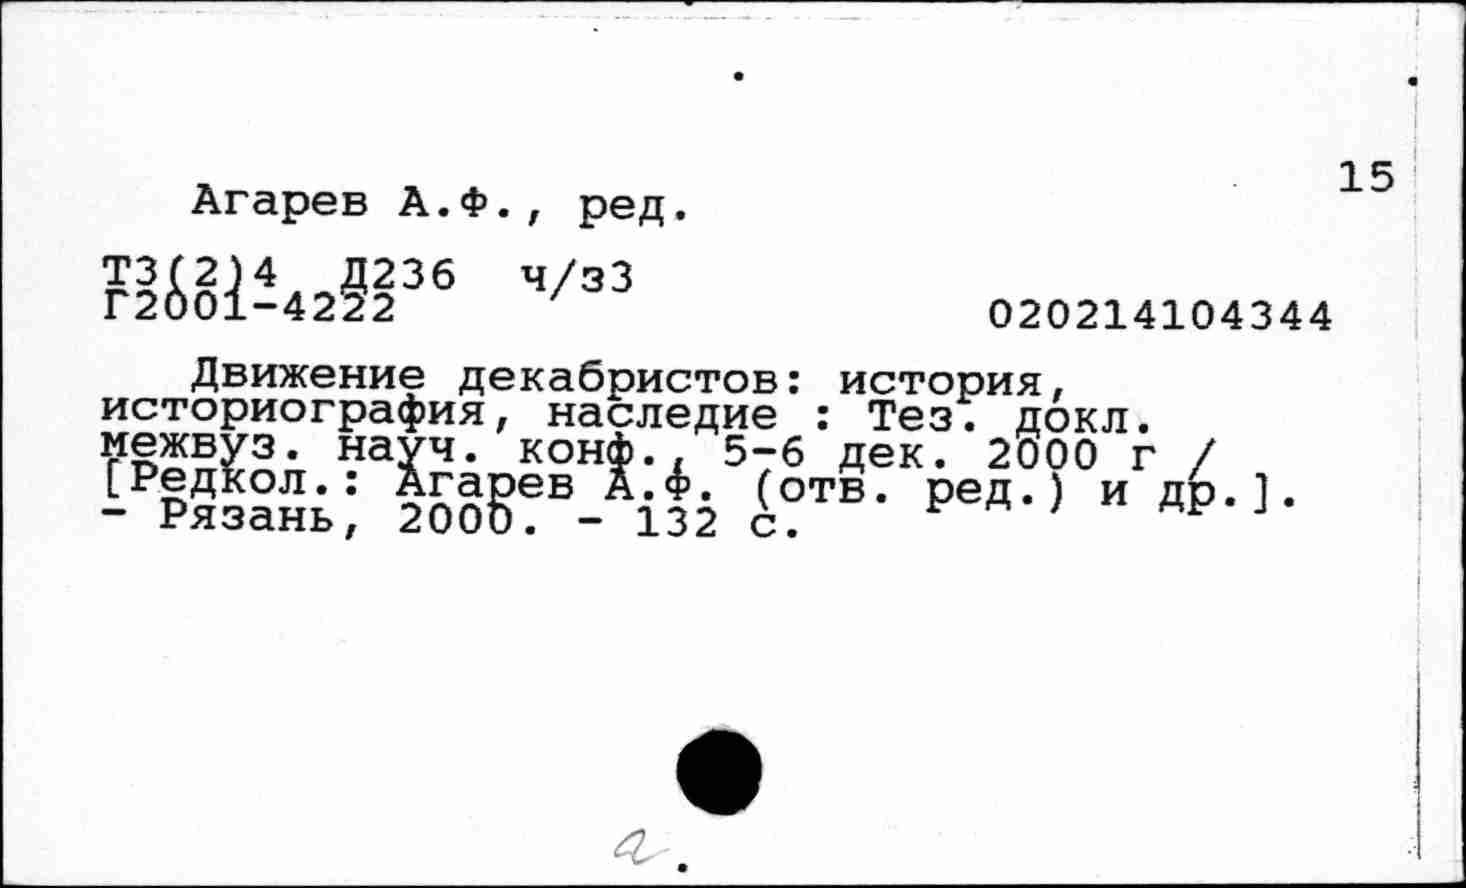 15
Агарев А.Ф., ред.
Т3(2)4 Д236 ч/з3
Г2001-4222
020214104344
Движение декабристов: история,
историография, наследие : Тез. докл.
межвуз. науч. конф., 5-6 дек. 2000 г /
[Редкол.: Агарев А.Ф. (отв. ред.) и др.].
- Рязань, 2000. - 132 с.
а